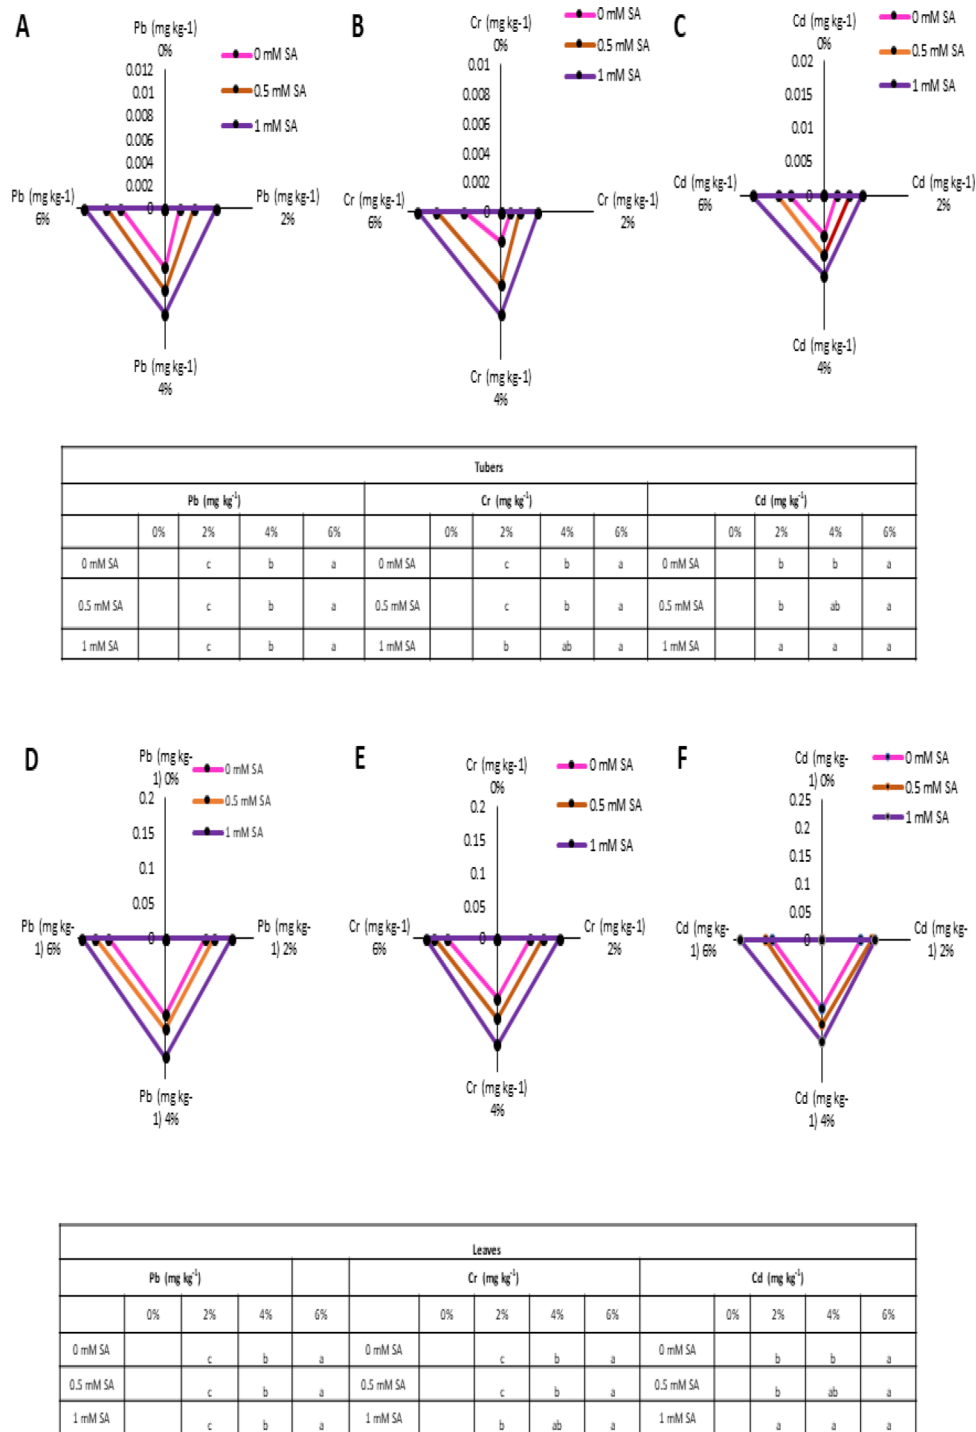 A
Pb (mg kg-1)
0%
0 mM SA
0.5 mM SA
1 mM SA
0.012
0.01
0.008
0.006
0.004
0.002
0
Pb (mg kg-1)
6%
Pb (mg kg-1)
2%
Pb (mg kg-1)
4%
B
Cr (mg kg-1)
0%
0 mM SA
0.5 mM SA
1 mM SA
0.01
0.008
0.006
0.004
0.002
0
Cr (mg kg-1)
6%
Cr (mg kg-1)
2%
Cr (mg kg-1)
4%
C
Cd (mg kg-1)
0%
0 mM SA
0.5 mM SA
1 mM SA
0.02
0.015
0.01
0.005
0
Cd (mg kg-1)
6%
Cd (mg kg-1)
2%
Cd (mg kg-1)
4%
Tubers
Pb (mg kg-1) Cr (mg kg-1) Cd (mg kg-1)
0% 2% 4% 6% 0% 2% 4% 6% 0% 2% 4% 6%
0 mM SA c b a 0 mM SA c b a 0 mM SA b b a
0.5 mM SA c b a 0.5 mM SA c b a 0.5 mM SA b ab a
1 mM SA c b a 1 mM SA b ab a 1 mM SA a a a
D
Pb (mg kg-
1) 0%
0 mM SA
0.5 mM SA
1 mM SA
0.2
0.15
0.1
0.05
0
Pb (mg kg-
1) 6%
Pb (mg kg-
1) 2%
Pb (mg kg-
1) 4%
E
Cr (mg kg-1)
0%
0 mM SA
0.5 mM SA
1 mM SA
0.2
0.15
0.1
0.05
0
Cr (mg kg-1)
6%
Cr (mg kg-1)
2%
Cr (mg kg-1)
4%
F
Cd (mg kg-
1) 0%
0 mM SA
0.5 mM SA
1 mM SA
0.25
0.2
0.15
0.1
0.05
0
Cd (mg kg-
1) 6%
Cd (mg kg-
1) 2%
Cd (mg kg-
1) 4%
Leaves
Pb (mg kg-1) Cr (mg kg-1) Cd (mg kg-1)
0% 2% 4% 6% 0% 2% 4% 6% 0% 2% 4% 6%
0 mM SA c b a 0 mM SA c b a 0 mM SA b b a
0.5 mM SA c b a 0.5 mM SA c b a 0.5 mM SA b ab a
1 mM SA c b a 1 mM SA b ab a 1 mM SA a a a